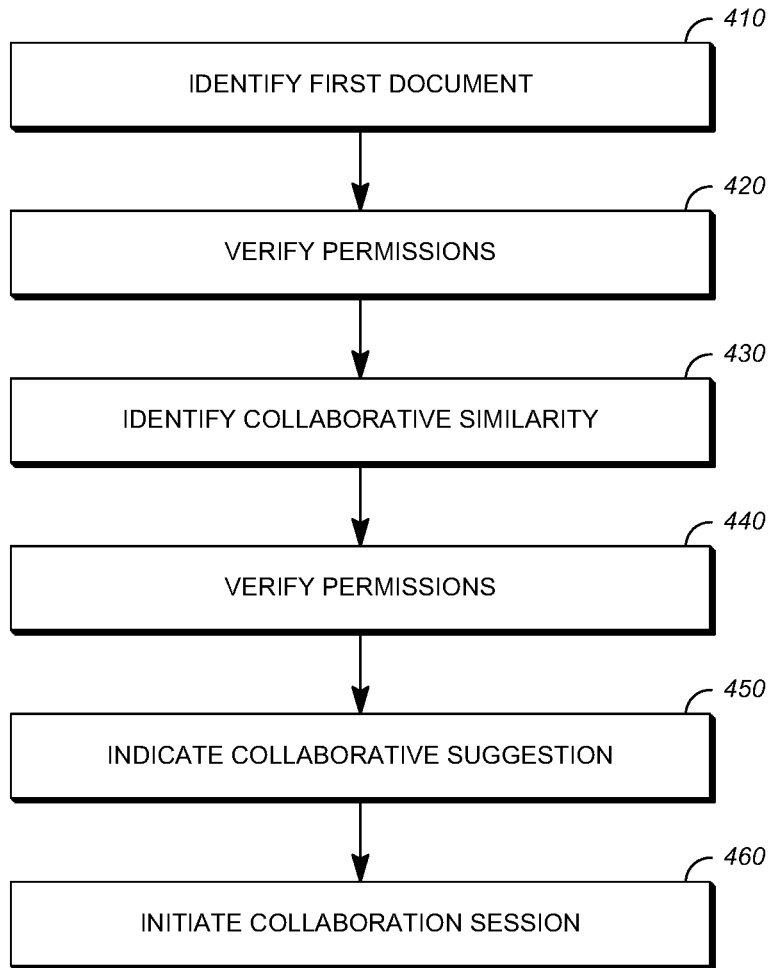 410
IDENTIFY FIRST DOCUMENT
420
VERIFY PERMISSIONS
430
IDENTIFY COLLABORATIVE SIMILARITY
440
VERIFY PERMISSIONS
450
INDICATE COLLABORATIVE SUGGESTION
460
INITIATE COLLABORATION SESSION